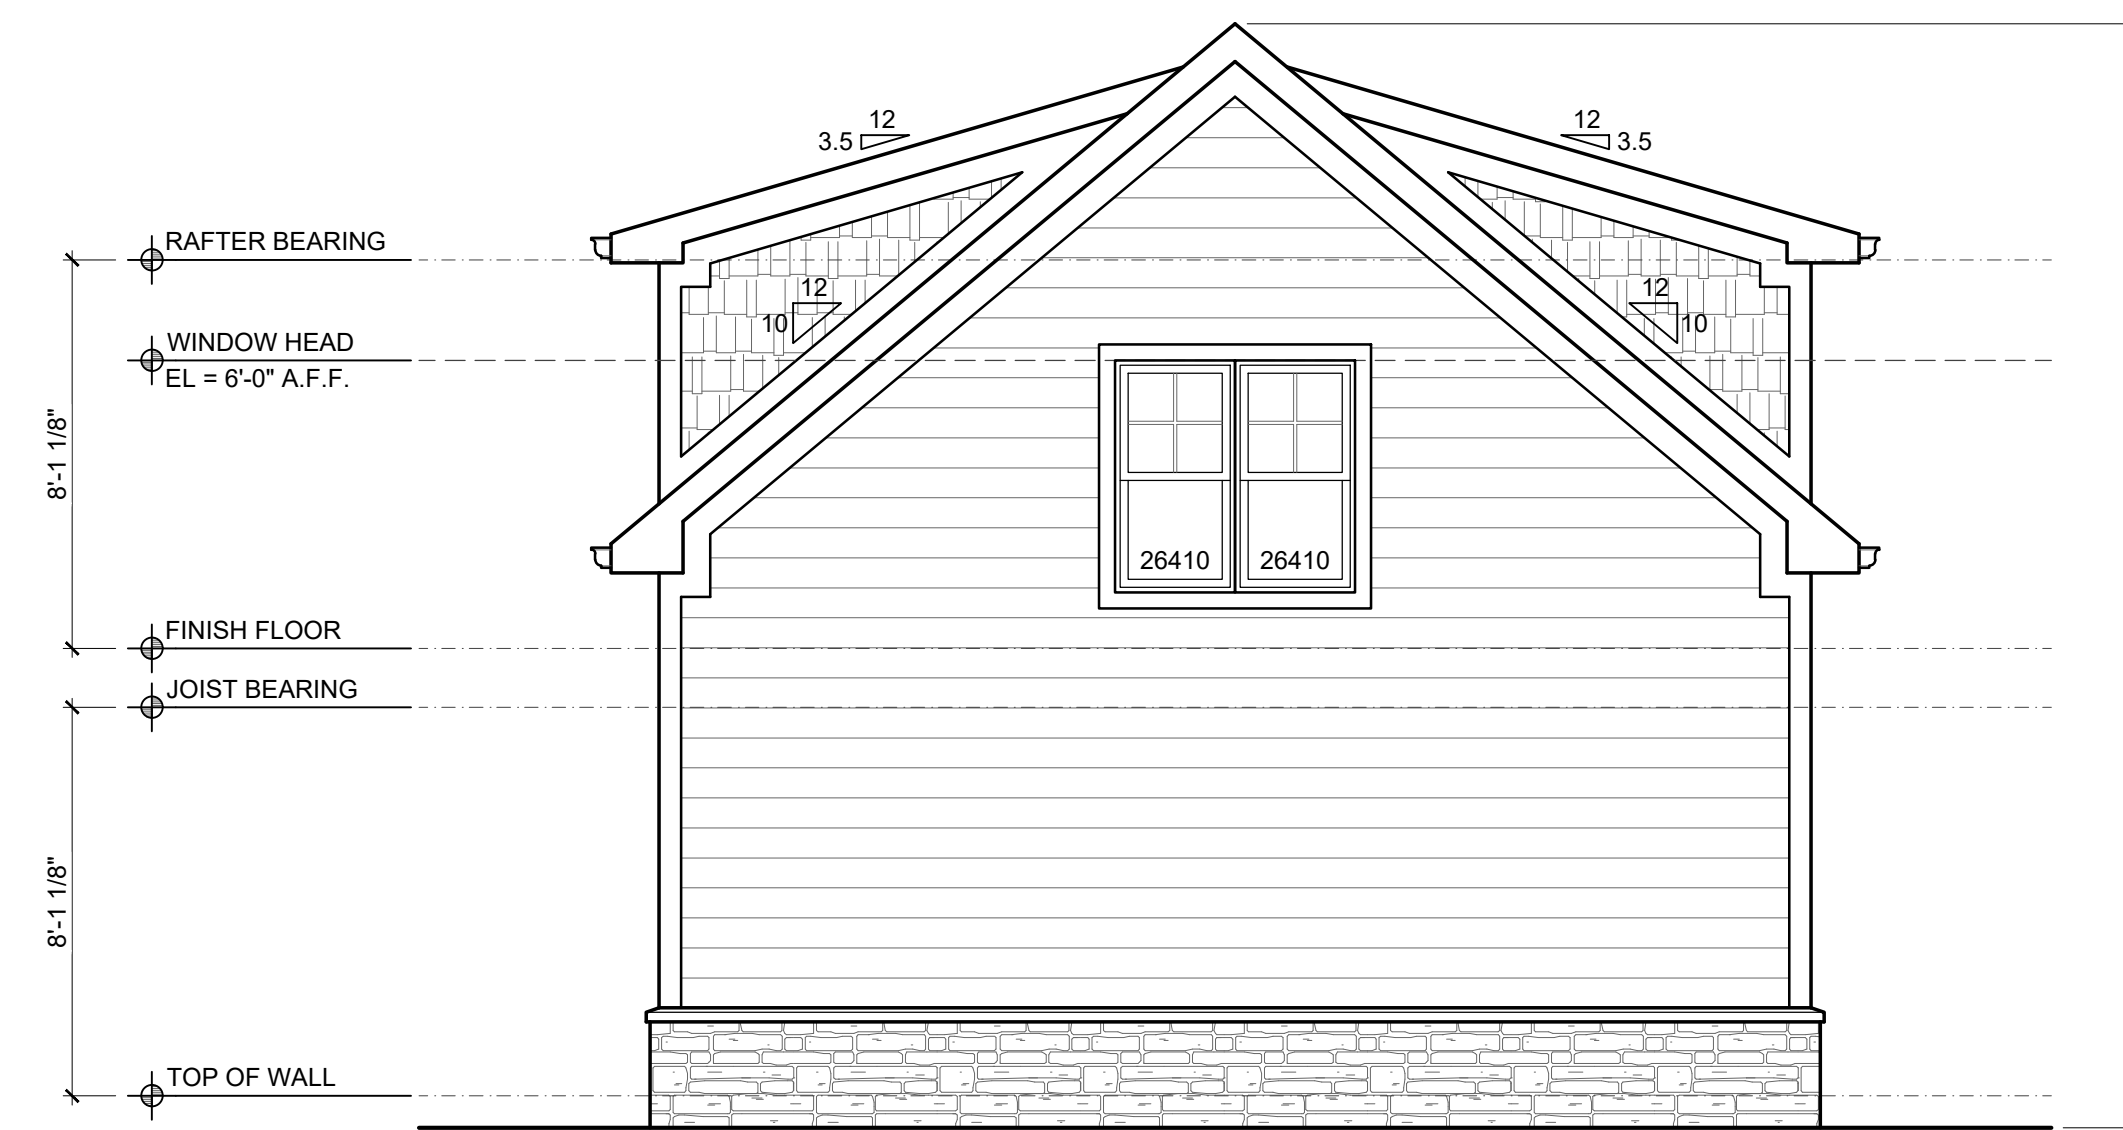 12
3.5
12
3.5
RAFTER BEARING
12
10
12
10
WINDOW HEAD
EL = 6'-0" A.F.F.
8'-1 1/8"
26410
26410
FINISH FLOOR
JOIST BEARING
8'-1 1/8"
TOP OF WALL